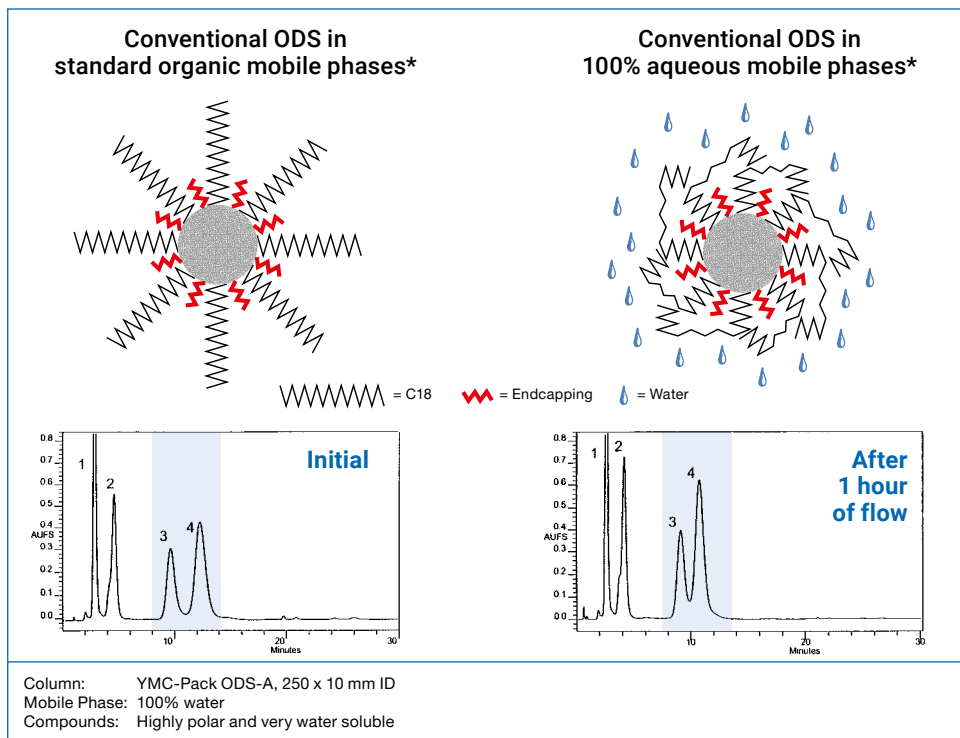 Conventional ODS in
standard organic mobile phases*
Conventional ODS in
100% aqueous mobile phases*
= C18
= Endcapping
= Water
Initial
0.8
0.7
0.6
0.5
0.4
AUFS
0.3
0.2
0.1
0.0
1
2
3
4
10
20
30
Minutes
After
1 hour
of flow
0.8
0.7
0.6
0.5
0.4
AUFS
0.3
0.2
0.1
0.0
1
2
3
4
10
20
30
Minutes
Column: YMC-Pack ODS-A, 250 x 10 mm ID
Mobile Phase: 100% water
Compounds: Highly polar and very water soluble